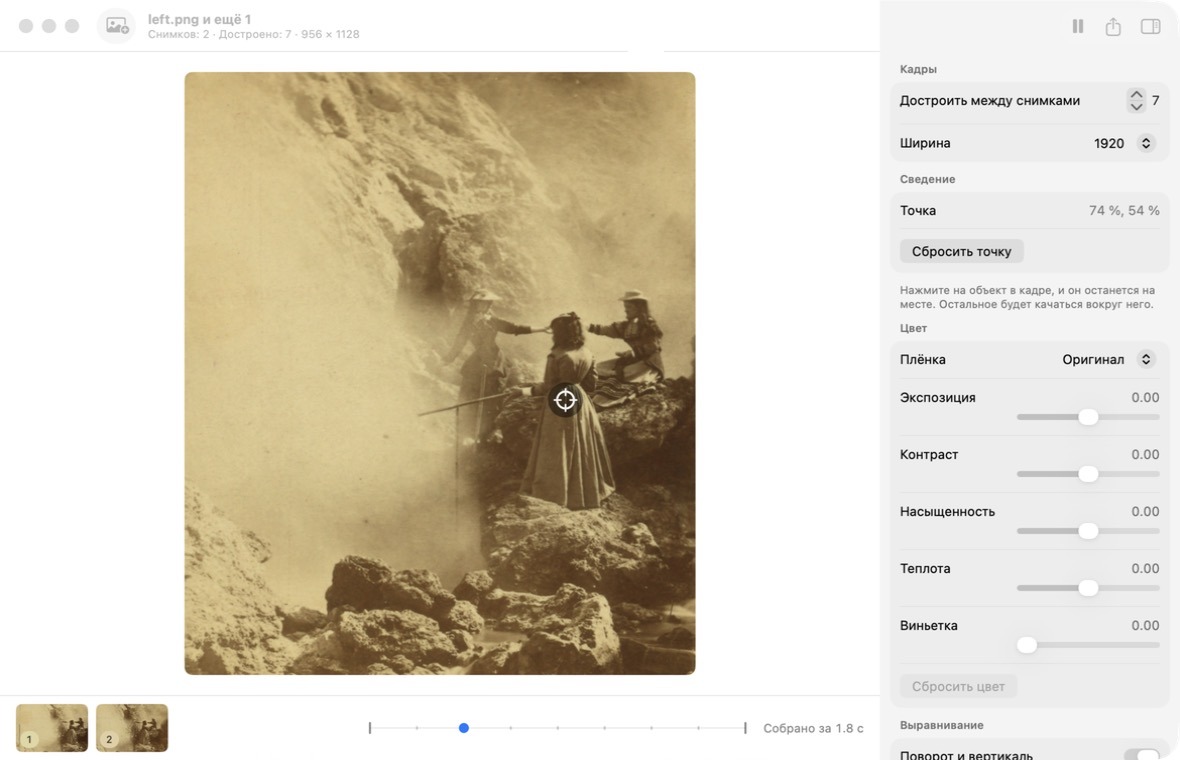 left.png и ещё 1
Снимков: 2 · Достроено: 7 · 956 × 1128
Кадры
Достроить между снимками 7
Ширина 1920
Сведение
Точка 74 %, 54 %
Сбросить точку
Нажмите на объект в кадре, и он останется на
месте. Остальное будет качаться вокруг него.
Цвет
Плёнка Оригинал
Экспозиция 0.00
Контраст 0.00
Насыщенность 0.00
Теплота 0.00
Виньетка 0.00
Сбросить цвет
Выравнивание
Поворот и вертикаль
1
2
Собрано за 1.8 с